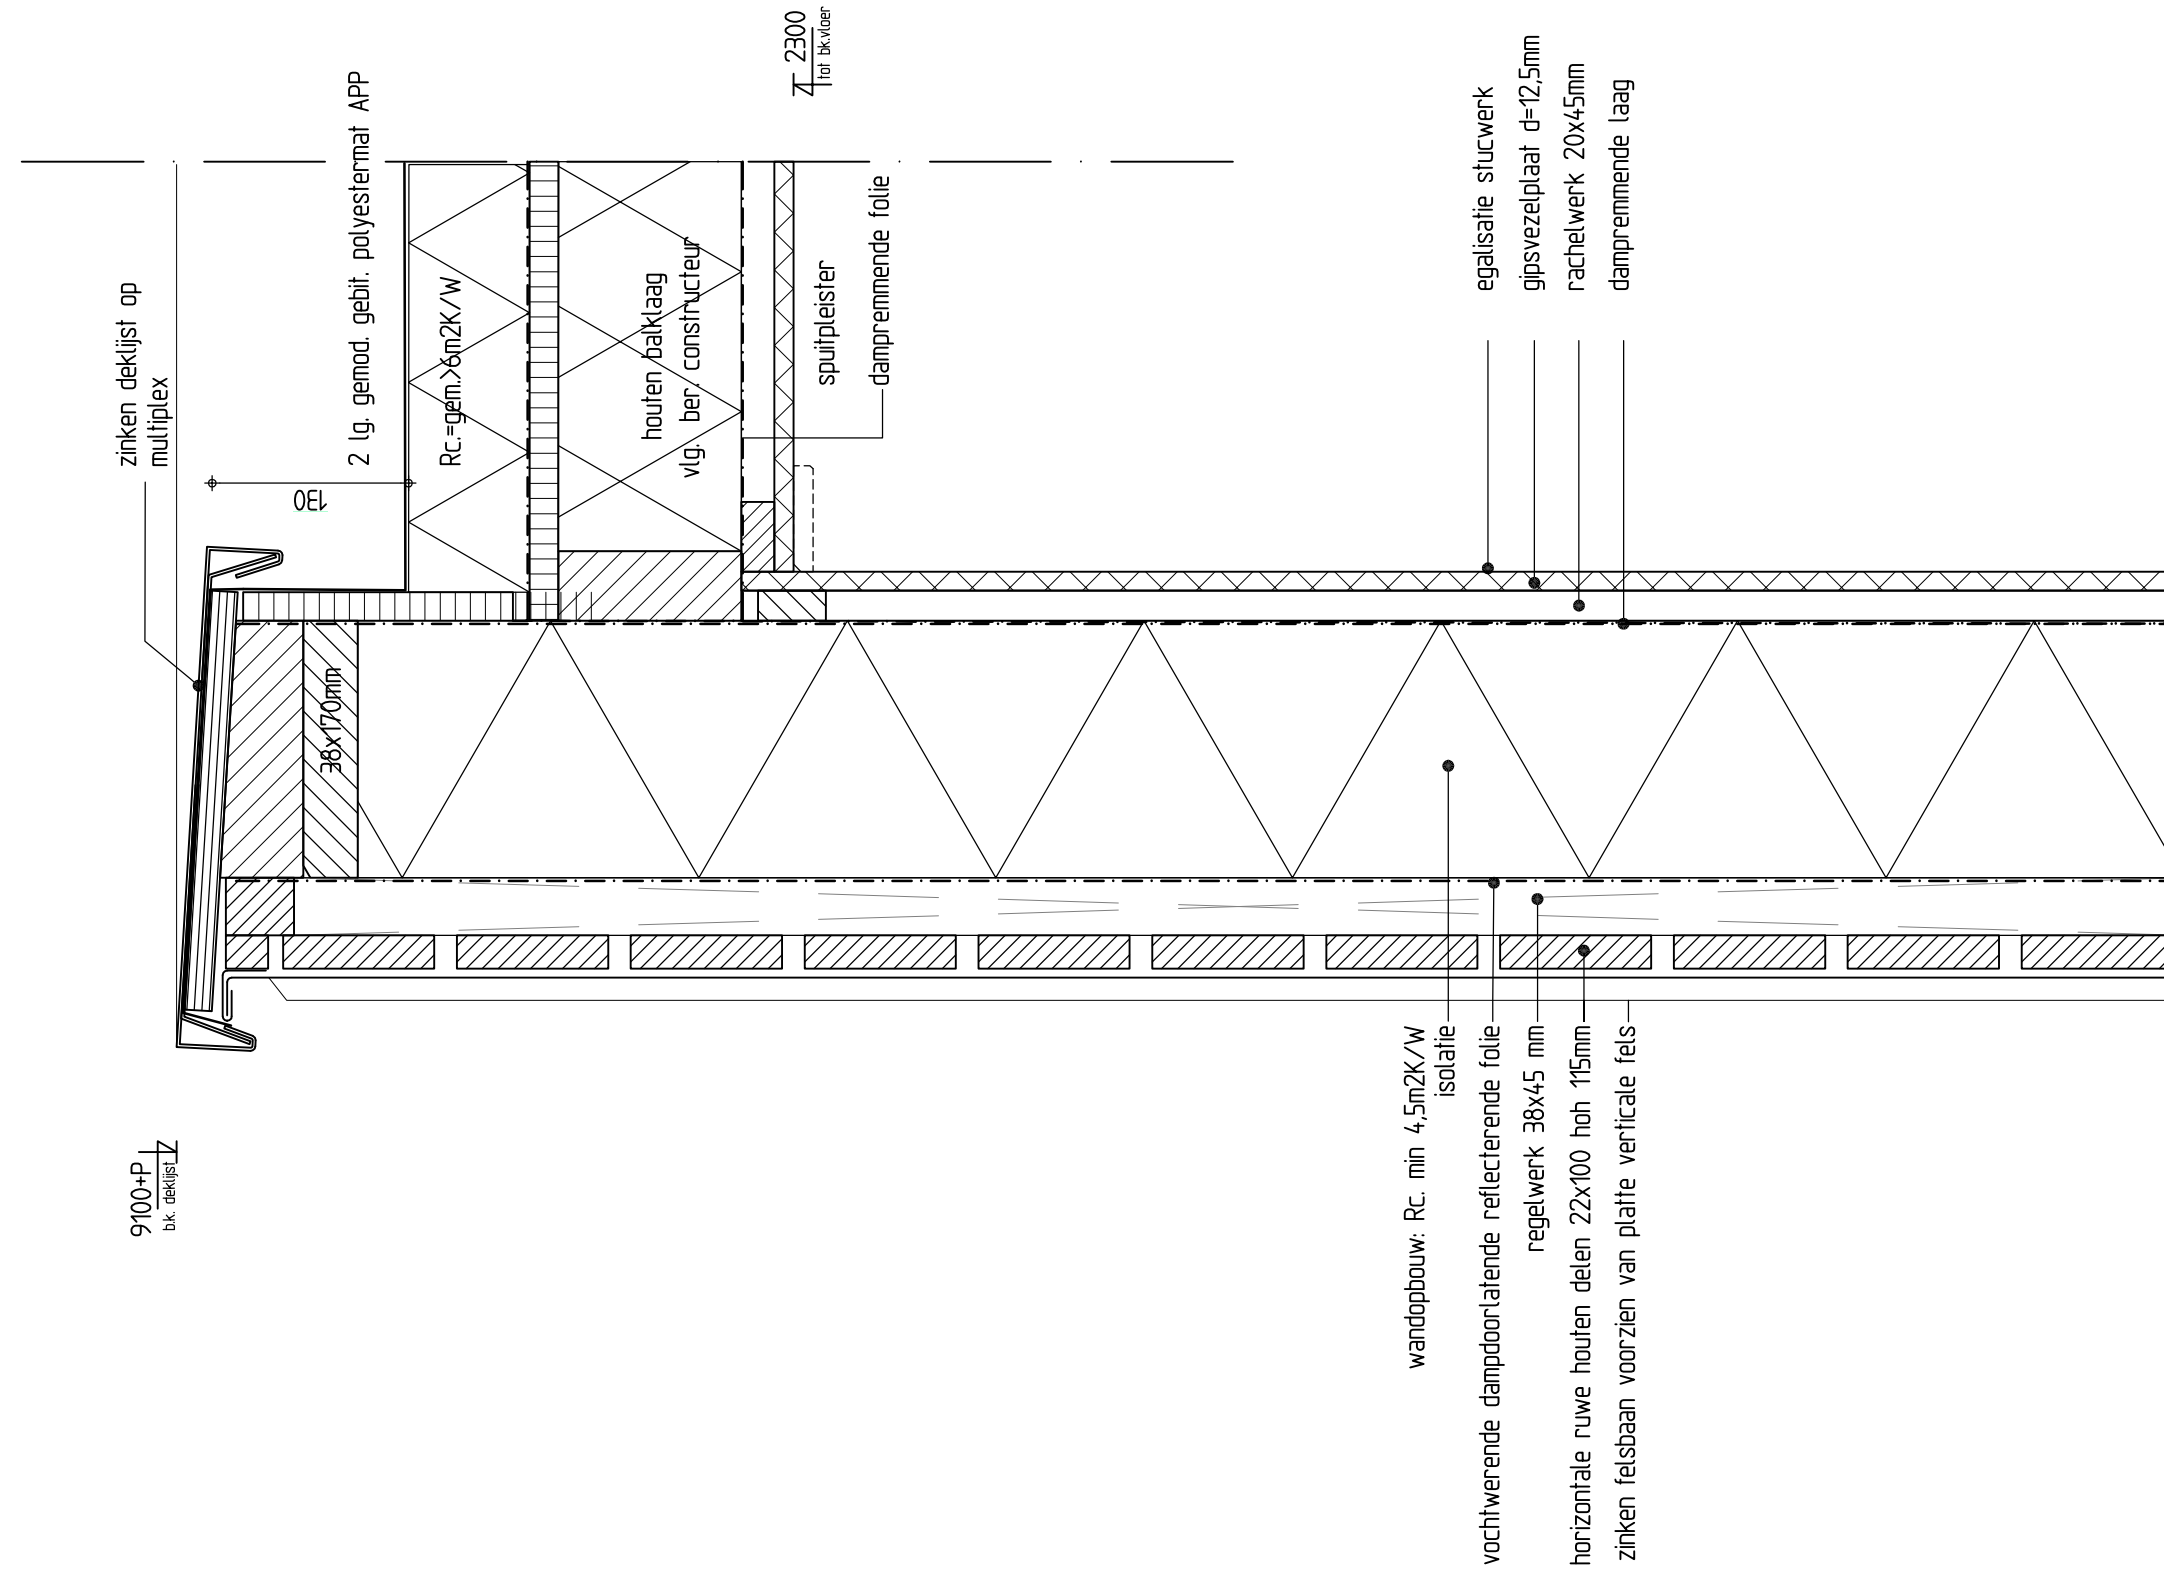 zinken deklijst op
multiplex
130
2 lg. gemod. gebit. polyestermat APP
Rc.=gem.>6m2K/W
houten balklaag
vlg. ber. constructeur
2300
tot bk.vloer
spuitpleister
dampremmende folie
38x170mm
9100+P
b.k. deklijst
egalisatie stucwerk
gipsvezelplaat d=12,5mm
rachelwerk 20x45mm
dampremmende laag
wandopbouw: Rc. min 4,5m2K/W
isolatie
vochtwerende dampdoorlatende reflecterende folie
regelwerk 38x45 mm
horizontale ruwe houten delen 22x100 hoh 115mm
zinken felsbaan voorzien van platte verticale fels